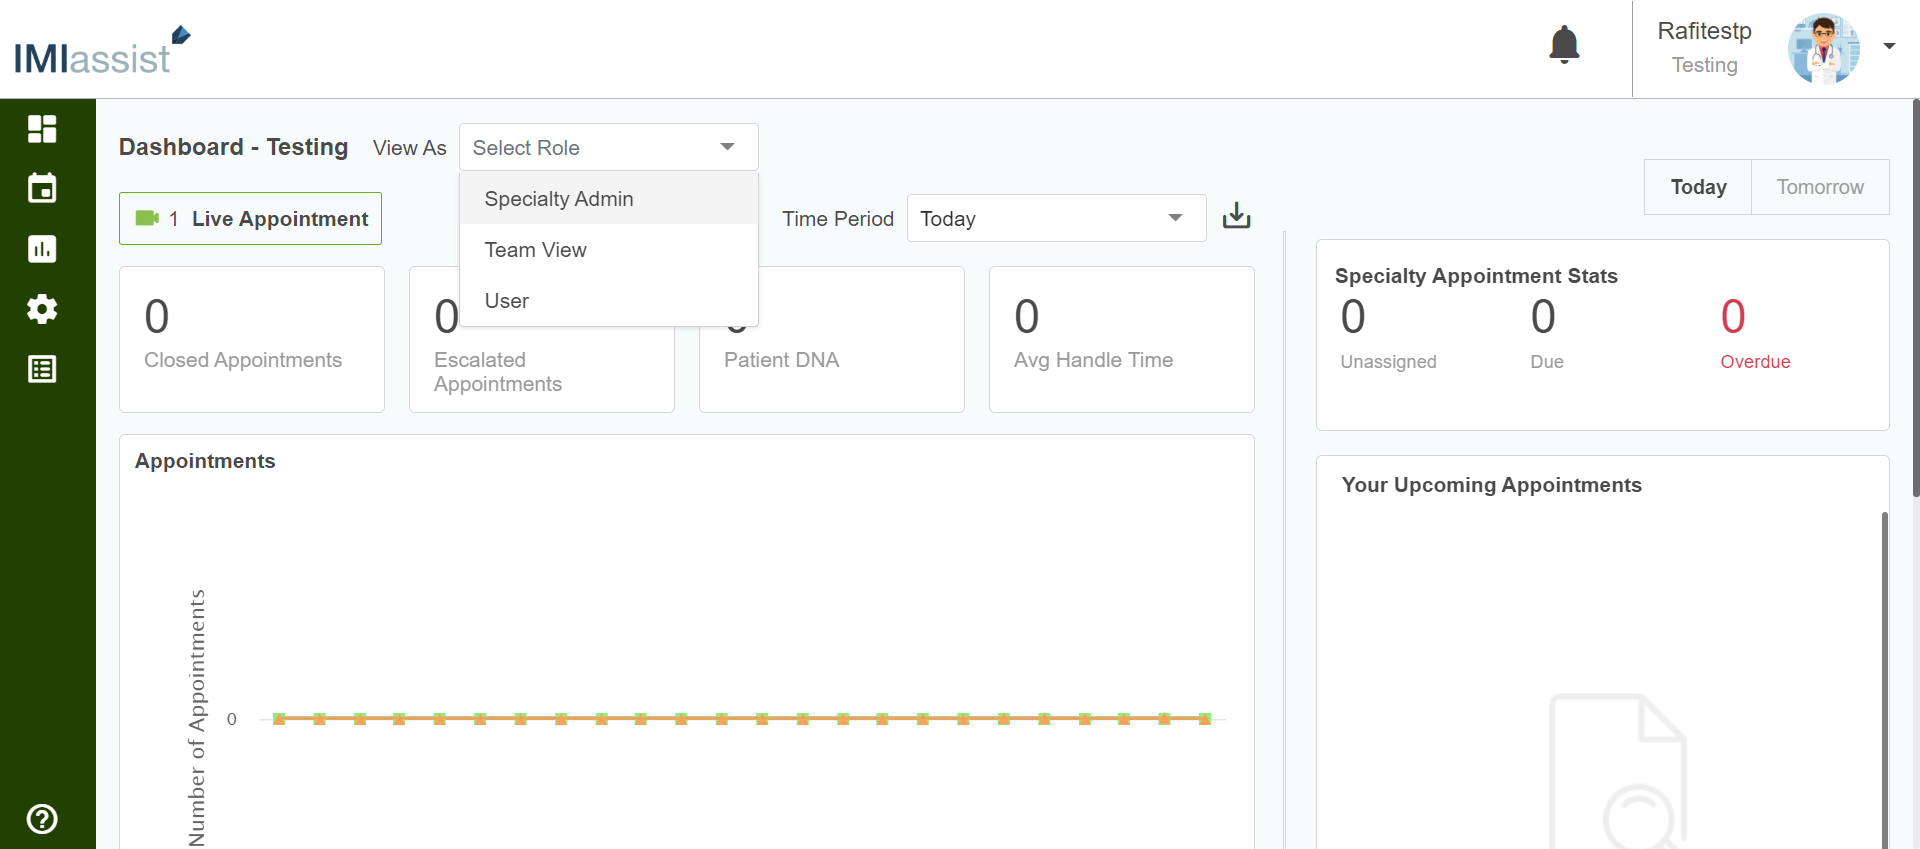 IMIassist
Rafitestp
Testing
Dashboard - Testing
View As
Select Role
Specialty Admin
Team View
User
1 Live Appointment
Time Period
Today
Today
Tomorrow
0
Closed Appointments
0
Escalated
Appointments
Patient DNA
0
Avg Handle Time
Specialty Appointment Stats
0
Unassigned
0
Due
0
Overdue
Appointments
Number of Appointments
0
Your Upcoming Appointments